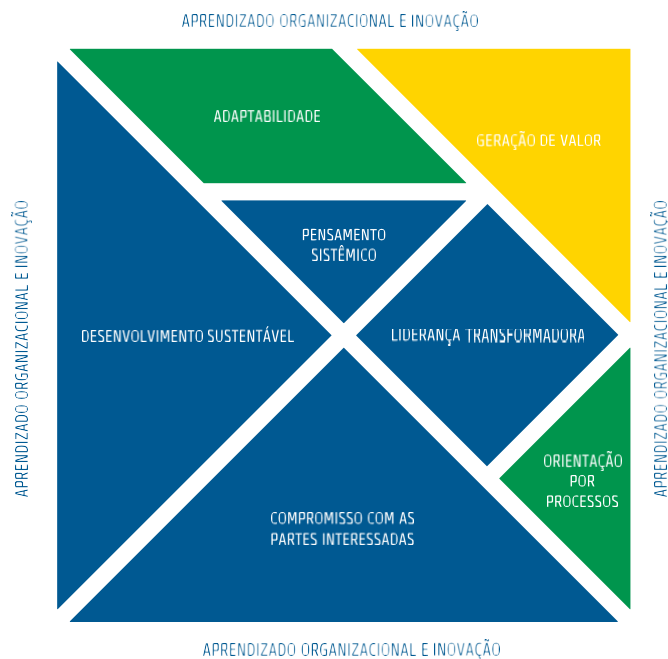 APRENDIZADO ORGANIZACIONAL E INOVAÇÃO
ADAPTABILIDADE
GERAÇÃO DE VALOR
APRENDIZADO ORGANIZACIONAL E INOVAÇÃO
PENSAMENTO
SISTÊMICO
DESENVOLVIMENTO SUSTENTÁVEL
LIDERANÇA TRANSFORMADORA
APRENDIZADO ORGANIZACIONAL E INOVAÇÃO
ORIENTAÇÃO
POR
PROCESSOS
COMPROMISSO COM AS
PARTES INTERESSADAS
APRENDIZADO ORGANIZACIONAL E INOVAÇÃO